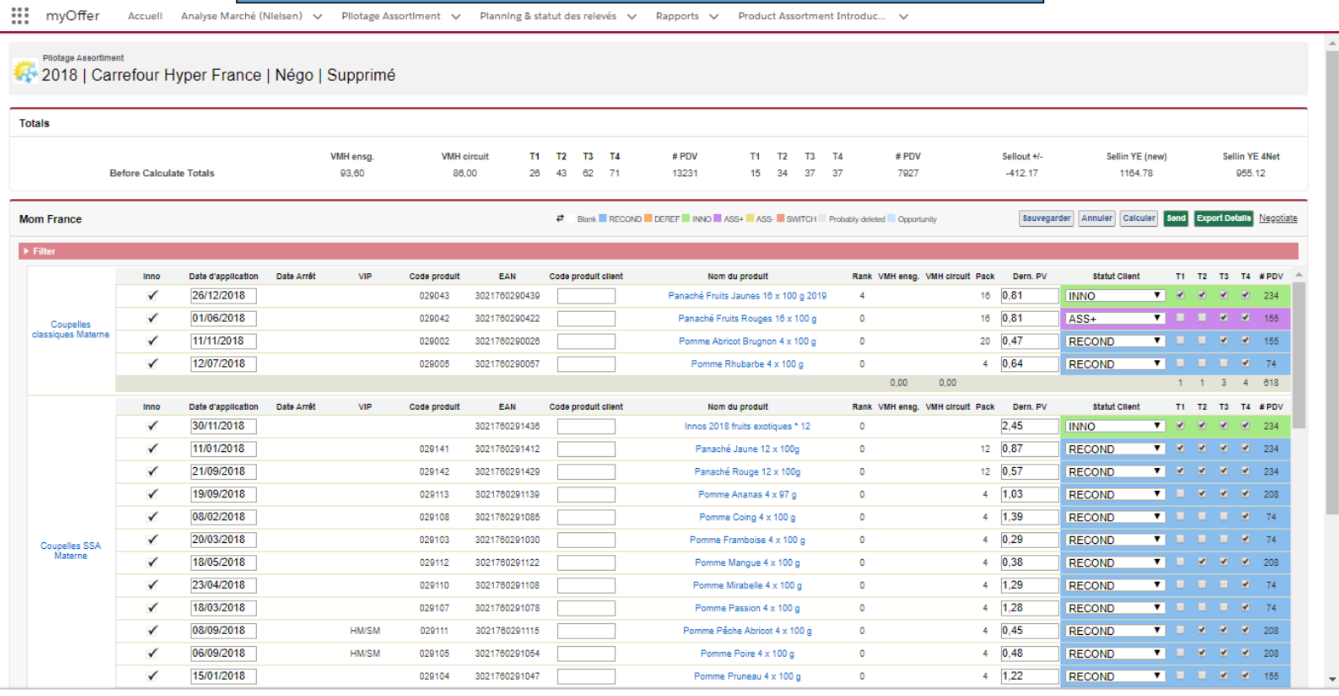 myOffer Accueil Analyse Marché (Nielsen) Pilotage Assortiment Planning & statut des relevés Rapports Product Assortment Introduc...
Pilotage Assortiment
2018 | Carrefour Hyper France | Négo | Supprimé
Totals
VMH ensg. VMH circuit T1 T2 T3 T4 # PDV T1 T2 T3 T4 # PDV Sellout +/- Sellin YE (new) Sellin YE 4Net
Before Calculate Totals 93,60 86,00 26 43 62 71 13231 15 34 37 37 7927 -412.17 1164.78 955.12
Mom France Blank RECOND DEREF INNO ASS+ ASS- SWITCH Probably deleted Opportunity Sauvegarder Annuler Calculer Send Export Details Negotiate
Filter
Inno Date d'application Date Arrêt VIP Code produit EAN Code produit client Nom du produit Rank VMH ensg. VMH circuit Pack Dern. PV Statut Client T1 T2 T3 T4 # PDV
Coupelles classiques Materne
26/12/2018 029043 3021760290439 Panaché Fruits Jaunes 16 x 100 g 2019 4 16 0,81 INNO 234
01/06/2018 029042 3021760290422 Panaché Fruits Rouges 16 x 100 g 0 16 0,81 ASS+ 155
11/11/2018 029002 3021760290026 Pomme Abricot Brugnon 4 x 100 g 0 20 0,47 RECOND 155
12/07/2018 029005 3021760290057 Pomme Rhubarbe 4 x 100 g 0 4 0,64 RECOND 74
0,00 0,00 1 1 3 4 618
Inno Date d'application Date Arrêt VIP Code produit EAN Code produit client Nom du produit Rank VMH ensg. VMH circuit Pack Dern. PV Statut Client T1 T2 T3 T4 # PDV
Coupelles SSA Materne
30/11/2018 3021760291436 Innos 2018 fruits exotiques * 12 0 2,45 INNO 234
11/01/2018 029141 3021760291412 Panaché Jaune 12 x 100g 0 12 0,87 RECOND 234
21/09/2018 029142 3021760291429 Panaché Rouge 12 x 100g 0 12 0,57 RECOND 234
19/09/2018 029113 3021760291139 Pomme Ananas 4 x 97 g 0 4 1,03 RECOND 208
08/02/2018 029108 3021760291085 Pomme Coing 4 x 100 g 0 4 1,39 RECOND 74
20/03/2018 029103 3021760291030 Pomme Framboise 4 x 100 g 0 4 0,29 RECOND 74
18/05/2018 029112 3021760291122 Pomme Mangue 4 x 100 g 0 4 0,38 RECOND 208
23/04/2018 029110 3021760291108 Pomme Mirabelle 4 x 100 g 0 4 1,29 RECOND 74
18/03/2018 029107 3021760291078 Pomme Passion 4 x 100 g 0 4 1,28 RECOND 74
08/09/2018 HM/SM 029111 3021760291115 Pomme Pêche Abricot 4 x 100 g 0 4 0,45 RECOND 208
06/09/2018 HM/SM 029105 3021760291054 Pomme Poire 4 x 100 g 0 4 0,48 RECOND 208
15/01/2018 029104 3021760291047 Pomme Pruneau 4 x 100 g 0 4 1,22 RECOND 155